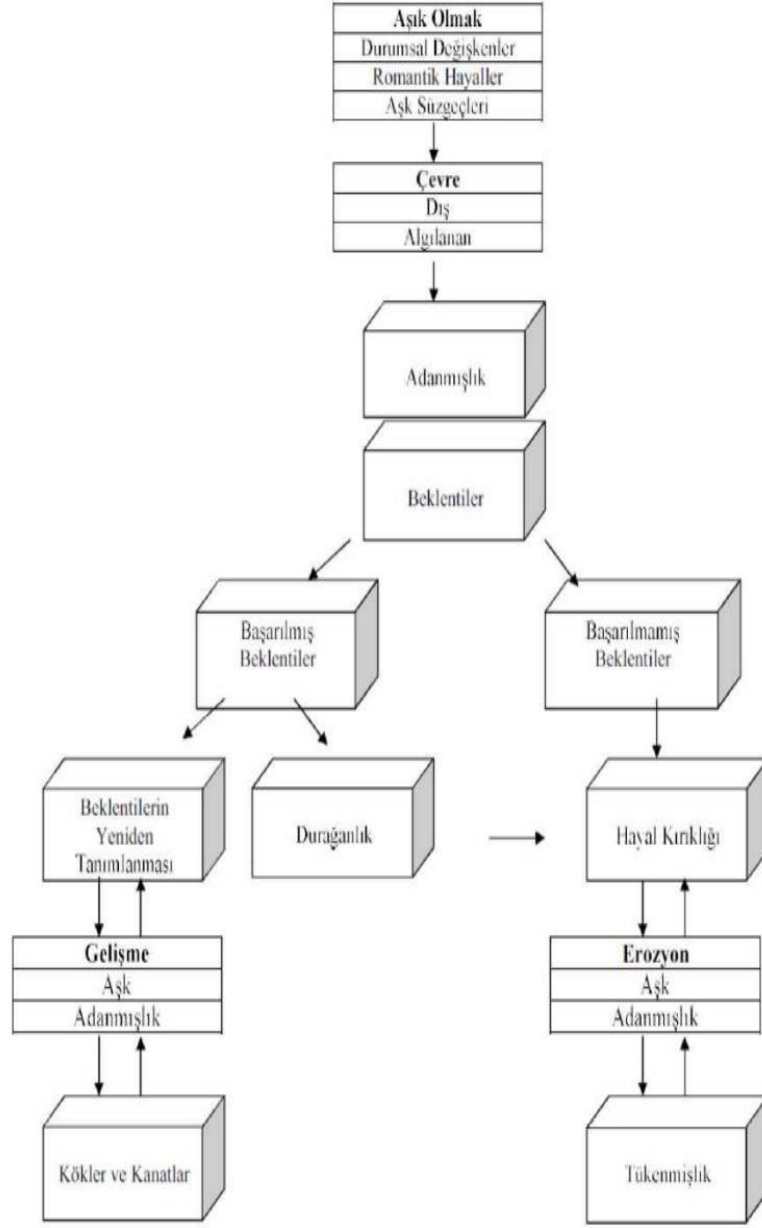 Aşık Olmak
Durumsal Değişkenler
Romantik Hayaller
Aşk Süzgeçleri
Çevre
Dış
Algılanan
Adanmışlık
Beklentiler
Başarılmış
Beklentiler
Başarılmamış
Beklentiler
Beklentilerin
Yeniden
Tanımlanması
Durağanlık
Hayal Kırıklığı
Gelişme
Aşk
Adanmışlık
Erozyon
Aşk
Adanmışlık
Kökler ve Kanatlar
Tükenmişlik